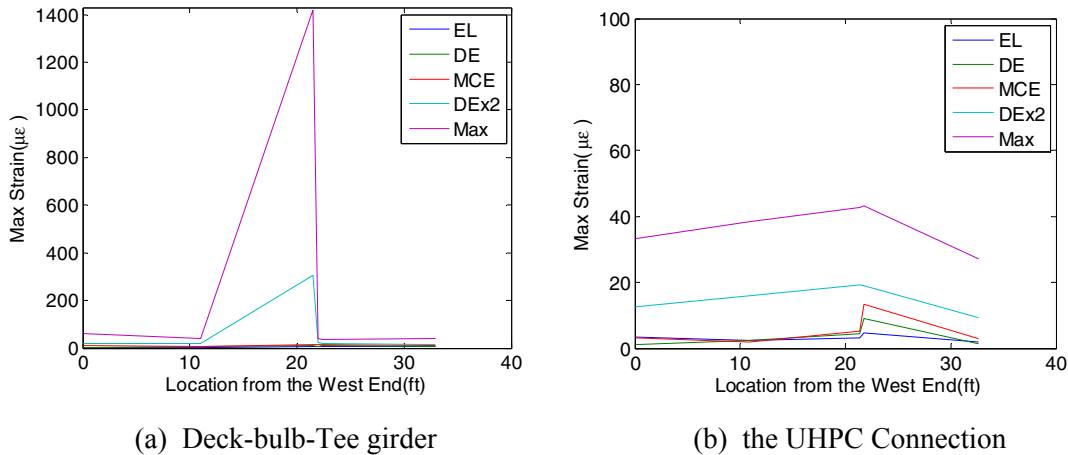 1400
1200
1000
800
600
400
200
0
Max Strain(με)
EL
DE
MCE
DEx2
Max
0 10 20 30 40
Location from the West End(ft)
(a) Deck-bulb-Tee girder
100
80
60
40
20
0
Max Strain(με)
EL
DE
MCE
DEx2
Max
0 10 20 30 40
Location from the West End(ft)
(b) the UHPC Connection